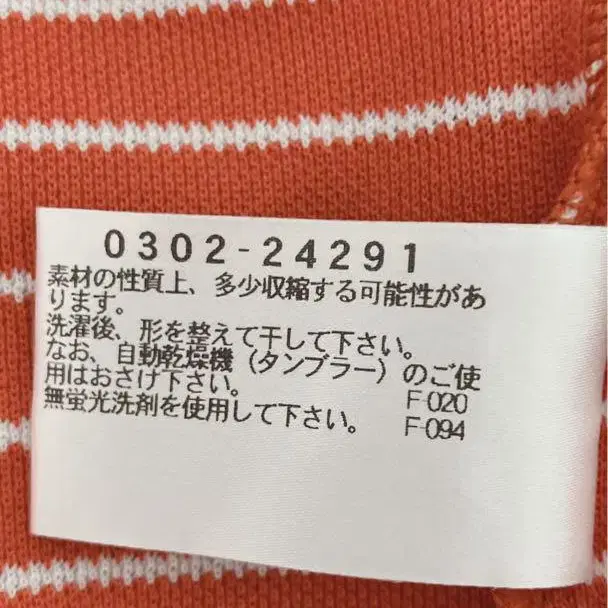 0302-24291
素材の性質上、多少収縮する可能性があ
ります。
洗濯後、形を整えて干して下さい。
なお、自動乾燥機(タンブラー)のご使
用はおさけ下さい。 F-020
無蛍光洗剤を使用して下さい。 F-094